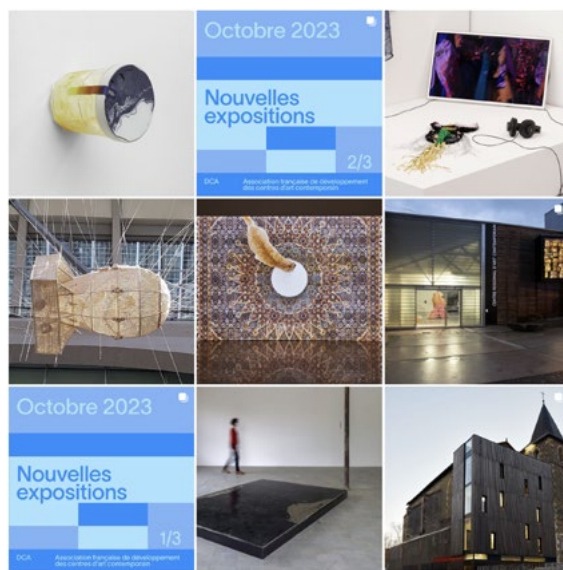 Octobre 2023
Nouvelles
expositions
2/3
DCA Association française de développement
des centres d'art contemporain
Octobre 2023
Nouvelles
expositions
1/3
DCA Association française de développement
des centres d'art contemporain